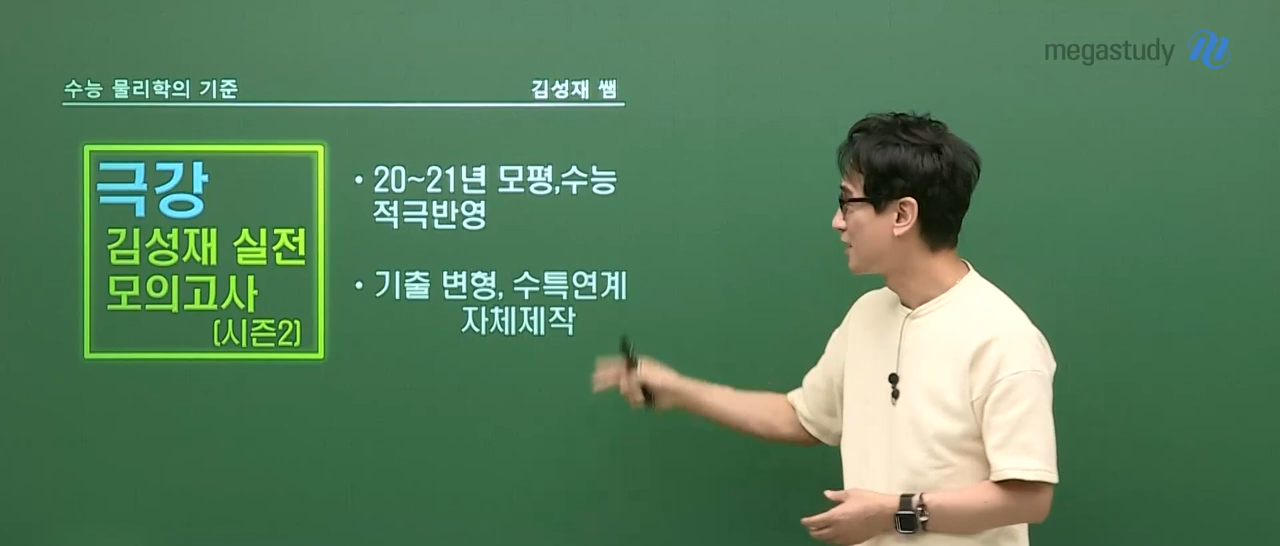 megastudy
수능 물리학의 기준 김성재 쌤
극강
김성재 실전
모의고사
(시즌2)
• 20~21년 모평,수능
적극반영
• 기출 변형, 수특연계
자체제작